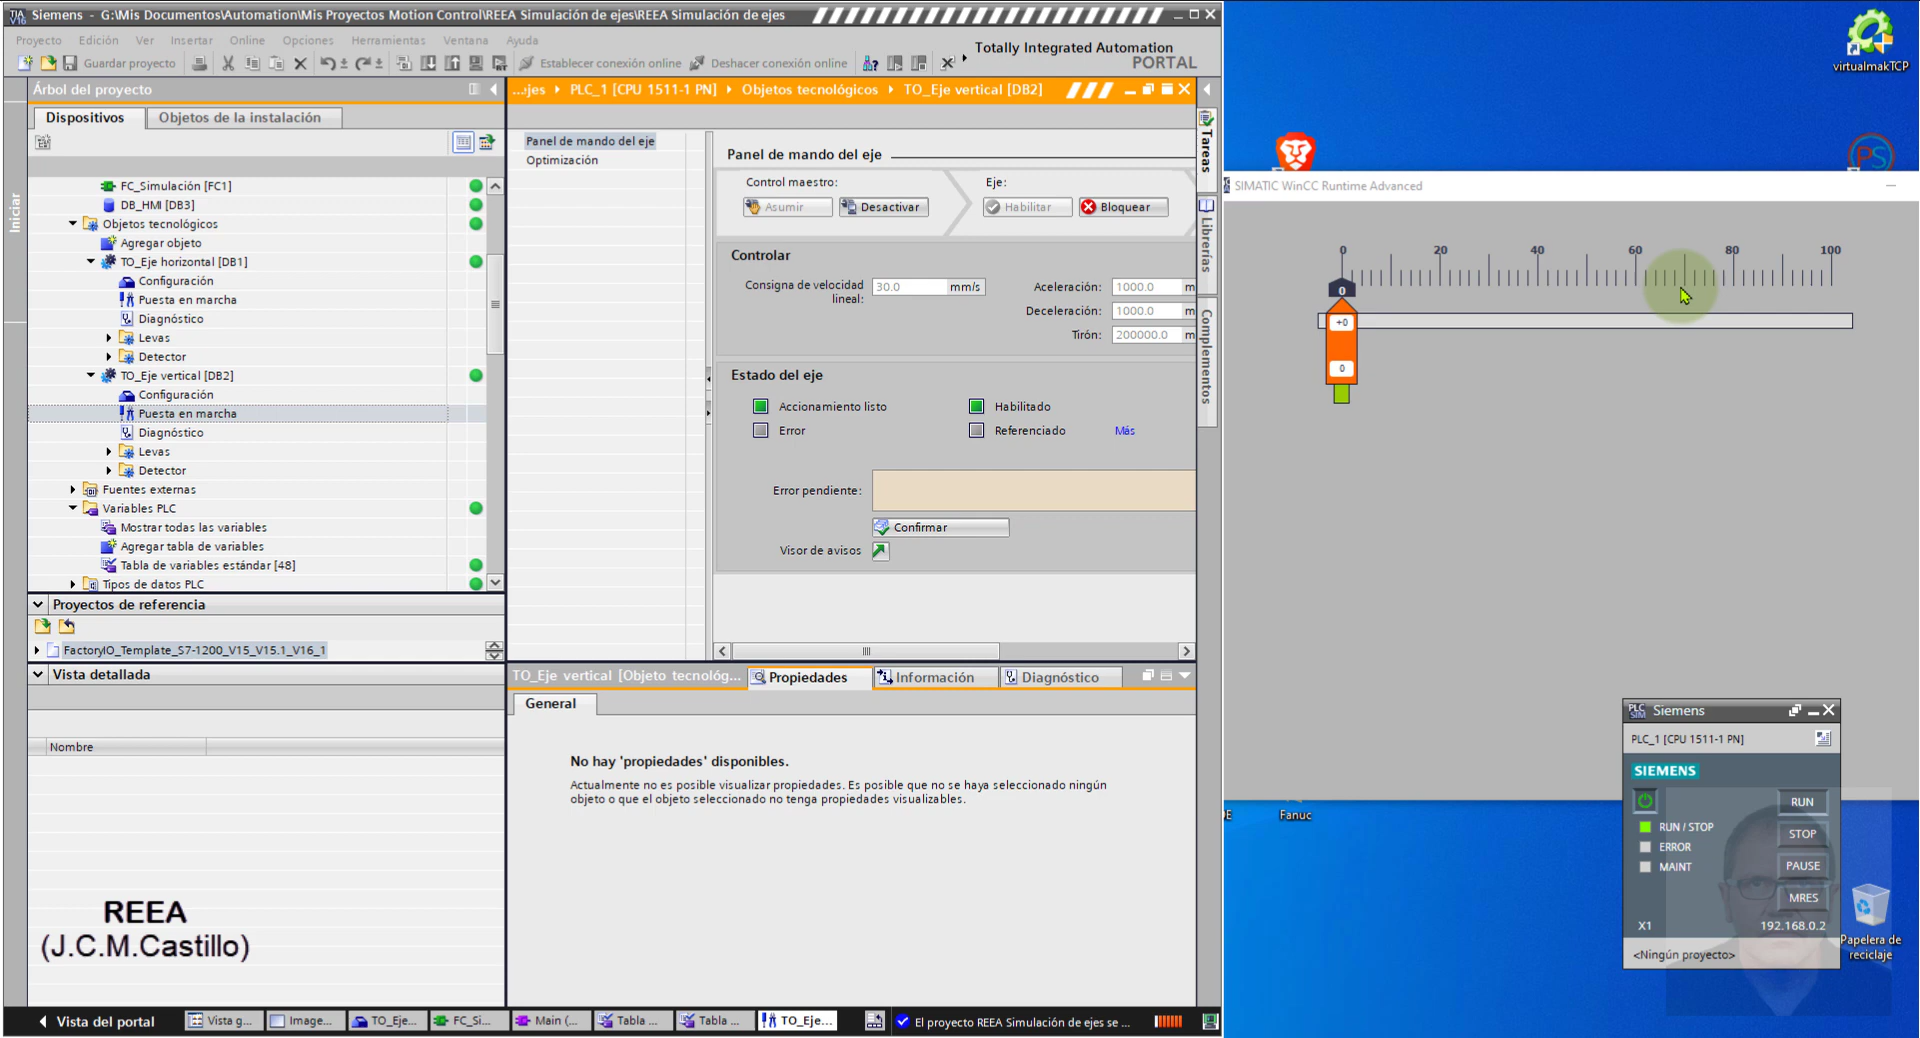 Siemens - G:\Mis Documentos\Automation\Mis Proyectos Motion Control\REEA Simulación de ejes\REEA Simulación de ejes
Proyecto Edición Ver Insertar Online Opciones Herramientas Ventana Ayuda
Totally Integrated Automation
PORTAL
Guardar proyecto
Establecer conexión online
Deshacer conexión online
Árbol del proyecto
Dispositivos
Objetos de la instalación
Iniciar
FC_Simulación [FC1]
DB_HMI [DB3]
Objetos tecnológicos
Agregar objeto
TO_Eje horizontal [DB1]
Configuración
Puesta en marcha
Diagnóstico
Levas
Detector
TO_Eje vertical [DB2]
Configuración
Puesta en marcha
Diagnóstico
Levas
Detector
Fuentes externas
Variables PLC
Mostrar todas las variables
Agregar tabla de variables
Tabla de variables estándar [48]
Tipos de datos PLC
Proyectos de referencia
FactoryIO_Template_S7-1200_V15_V15.1_V16_1
Vista detallada
Nombre
REEA
(J.C.M.Castillo)
...ejes PLC_1 [CPU 1511-1 PN] Objetos tecnológicos TO_Eje vertical [DB2]
Panel de mando del eje
Optimización
Panel de mando del eje
Control maestro:
Eje:
Asumir
Desactivar
Habilitar
Bloquear
Controlar
Consigna de velocidad lineal:
30.0 mm/s
Aceleración: 1000.0 m
Deceleración: 1000.0 m
Tirón: 200000.0 m
Estado del eje
Accionamiento listo
Habilitado
Error
Referenciado
Más
Error pendiente:
Confirmar
Visor de avisos
Tareas
Librerías
Complementos
TO_Eje vertical [Objeto tecnológ...
Propiedades
Información
Diagnóstico
General
No hay 'propiedades' disponibles.
Actualmente no es posible visualizar propiedades. Es posible que no se haya seleccionado ningún
objeto o que el objeto seleccionado no tenga propiedades visualizables.
Vista del portal
Vista g...
Image...
TO_Eje...
FC_Si...
Main (...
Tabla ...
Tabla ...
TO_Eje...
El proyecto REEA Simulación de ejes se ...
virtualmakTCP
PS
SIMATIC WinCC Runtime Advanced
0 20 40 60 80 100
0
+0
0
Fanuc
PLC SIM
Siemens
PLC_1 [CPU 1511-1 PN]
SIEMENS
RUN
RUN / STOP
STOP
ERROR
MAINT
PAUSE
MRES
X1
192.168.0.2
<Ningún proyecto>
Papelera de
reciclaje